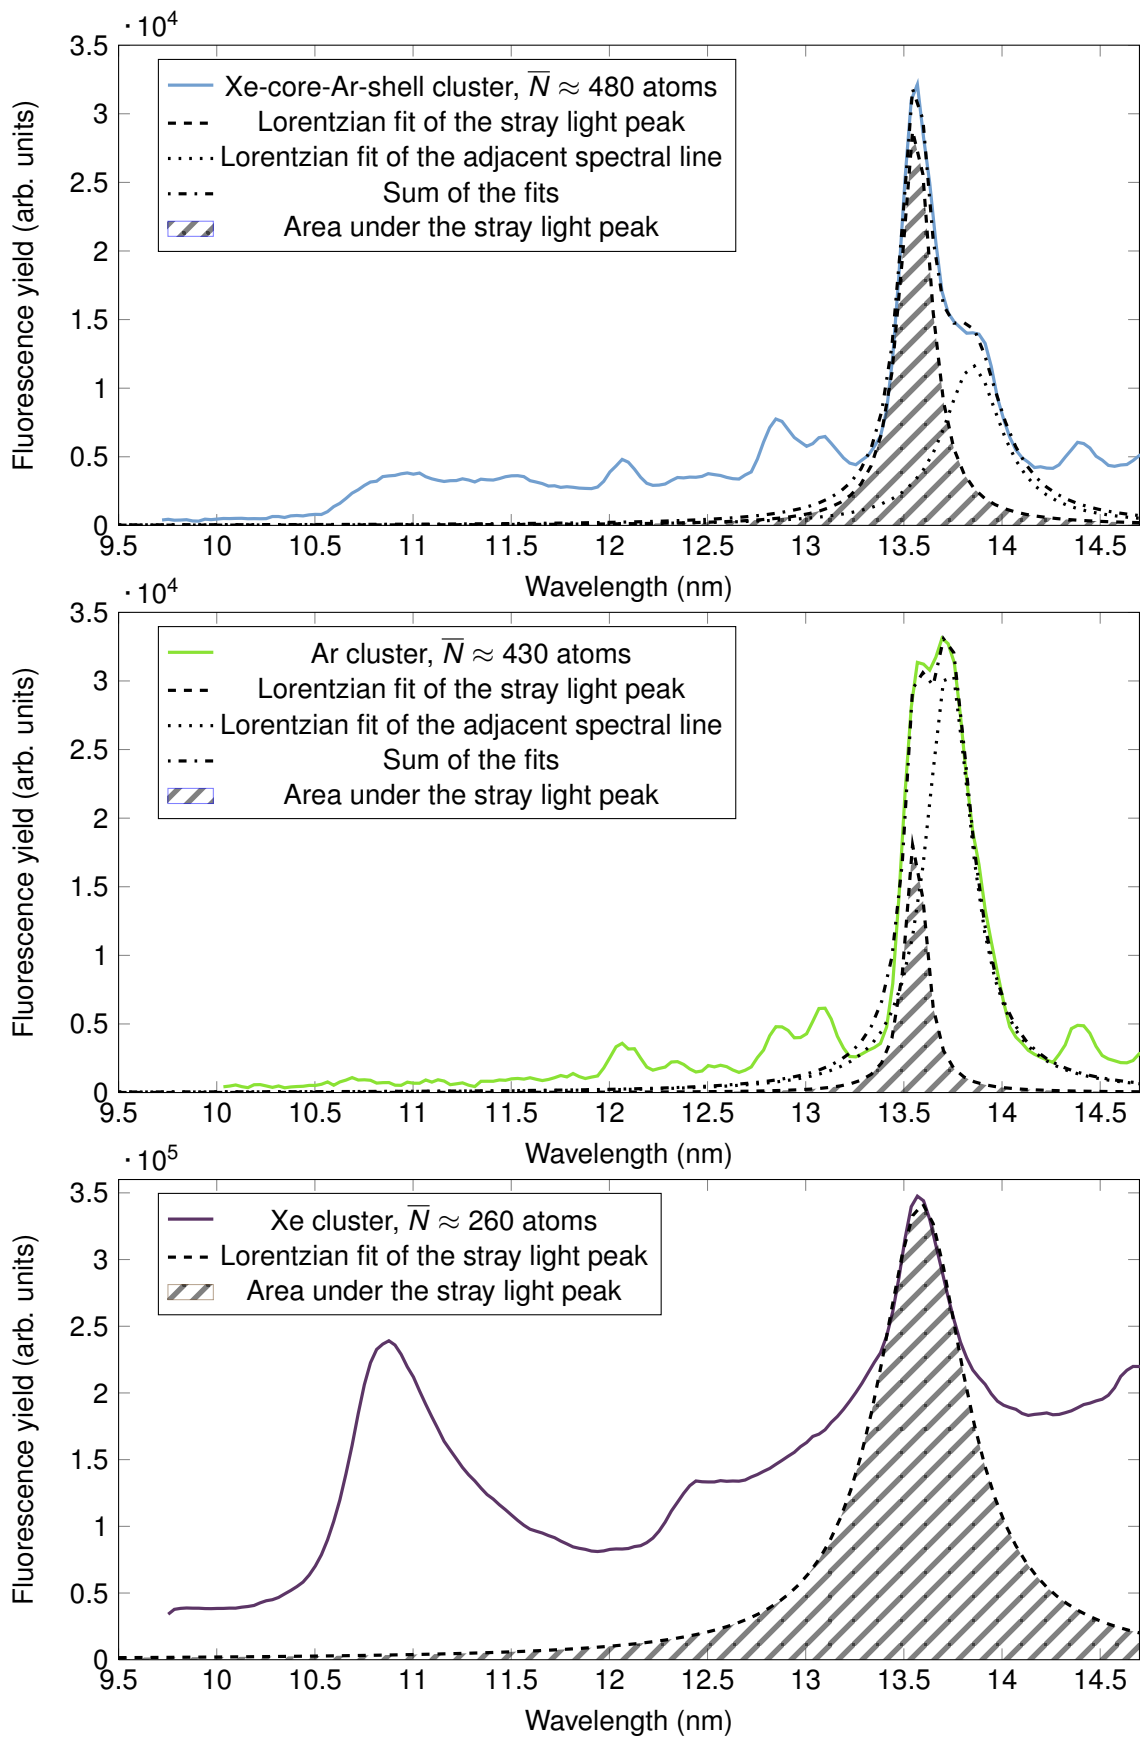 · 10⁴
3.5
3
2.5
2
1.5
1
0.5
0
Fluorescence yield (arb. units)
Xe-core-Ar-shell cluster, N̅ ≈ 480 atoms
Lorentzian fit of the stray light peak
Lorentzian fit of the adjacent spectral line
Sum of the fits
Area under the stray light peak
9.5 10 10.5 11 11.5 12 12.5 13 13.5 14 14.5
Wavelength (nm)
· 10⁴
3.5
3
2.5
2
1.5
1
0.5
0
Fluorescence yield (arb. units)
Ar cluster, N̅ ≈ 430 atoms
Lorentzian fit of the stray light peak
Lorentzian fit of the adjacent spectral line
Sum of the fits
Area under the stray light peak
9.5 10 10.5 11 11.5 12 12.5 13 13.5 14 14.5
Wavelength (nm)
· 10⁵
3.5
3
2.5
2
1.5
1
0.5
0
Fluorescence yield (arb. units)
Xe cluster, N̅ ≈ 260 atoms
Lorentzian fit of the stray light peak
Area under the stray light peak
9.5 10 10.5 11 11.5 12 12.5 13 13.5 14 14.5
Wavelength (nm)